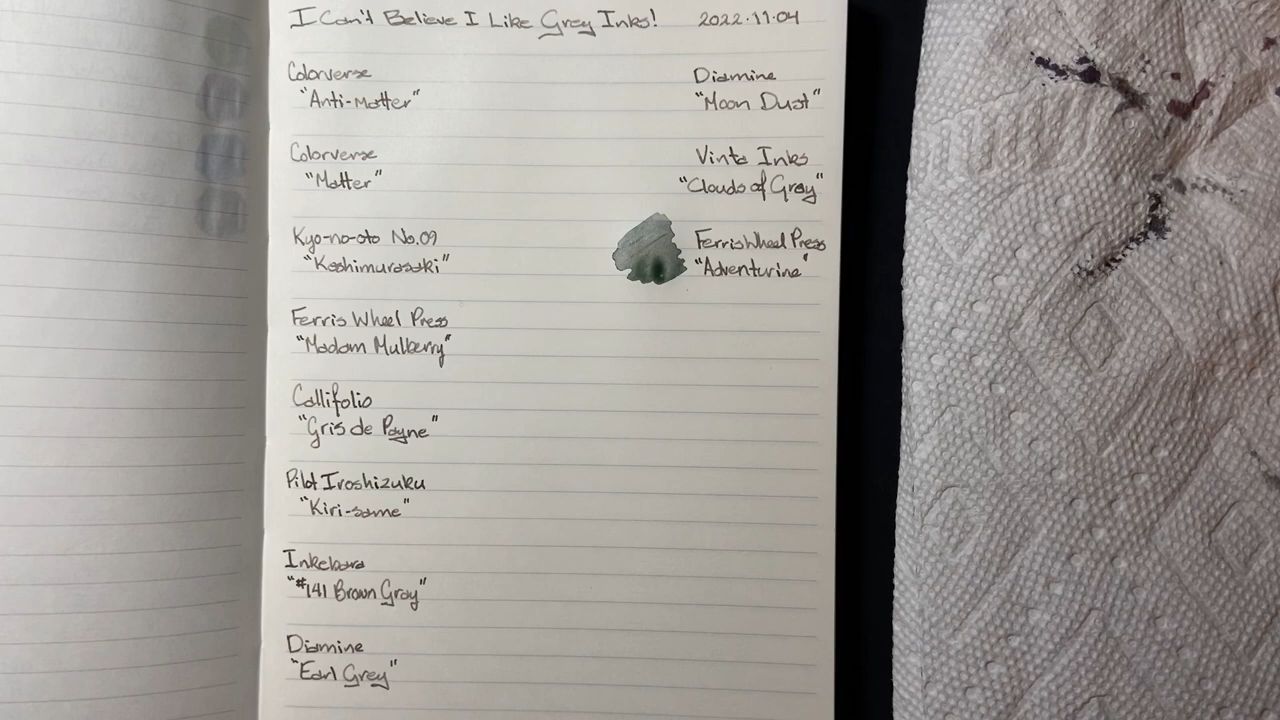 I Can't Believe I Like Grey Inks! 2022.11.04
Colorverse
"Anti-Matter"
Colorverse
"Matter"
Kyo-no-oto No.09
"Keshimurasaki"
Ferris Wheel Press
"Madam Mulberry"
Callifolio
"Gris de Payne"
Pilot Iroshizuku
"Kiri-same"
Inkebara
"#141 Brown Gray"
Diamine
"Earl Grey"
Diamine
"Moon Dust"
Vinta Inks
"Clouds of Gray"
Ferris Wheel Press
"Adventurine"